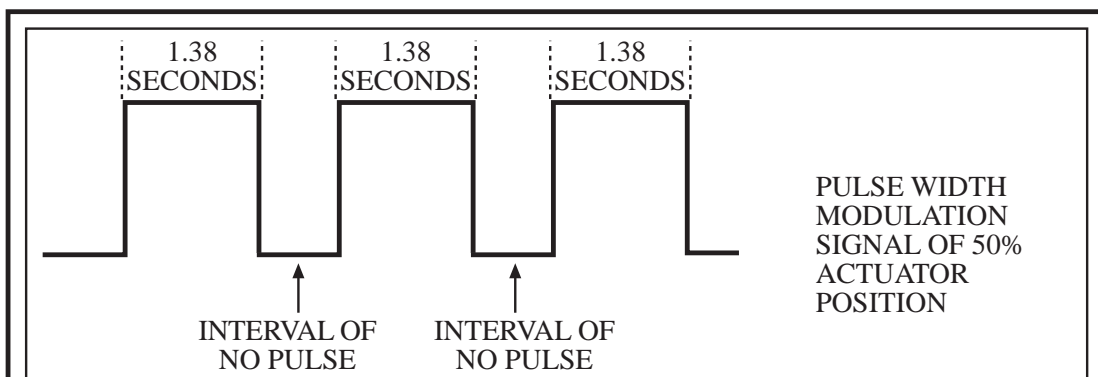 1.38
SECONDS
1.38
SECONDS
1.38
SECONDS
PULSE WIDTH
MODULATION
SIGNAL OF 50%
ACTUATOR
POSITION
INTERVAL OF
NO PULSE
INTERVAL OF
NO PULSE